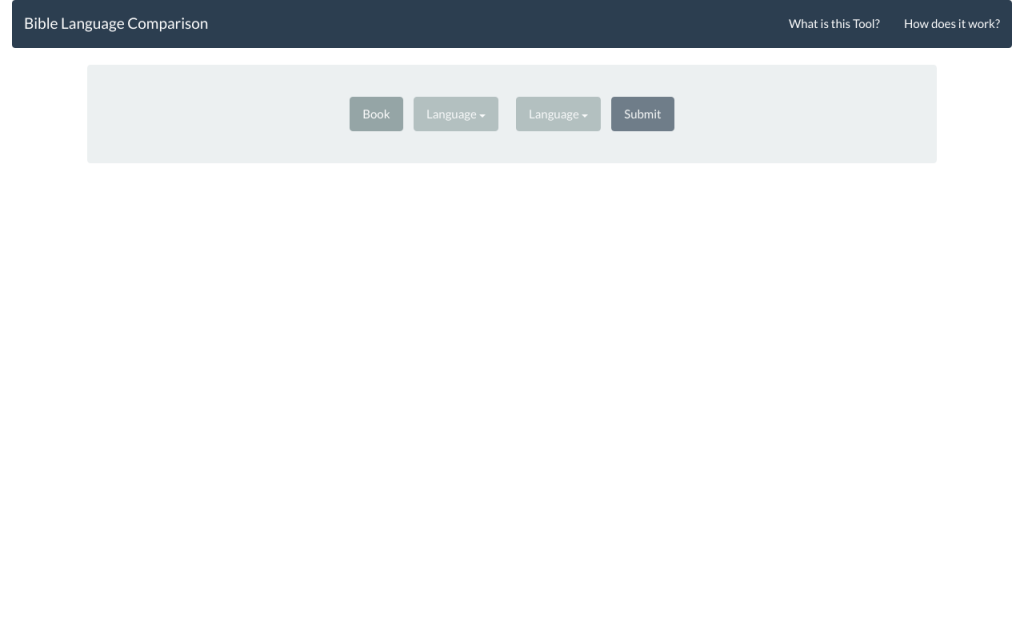 Bible Language Comparison
What is this Tool?
How does it work?
Book
Language
Language
Submit